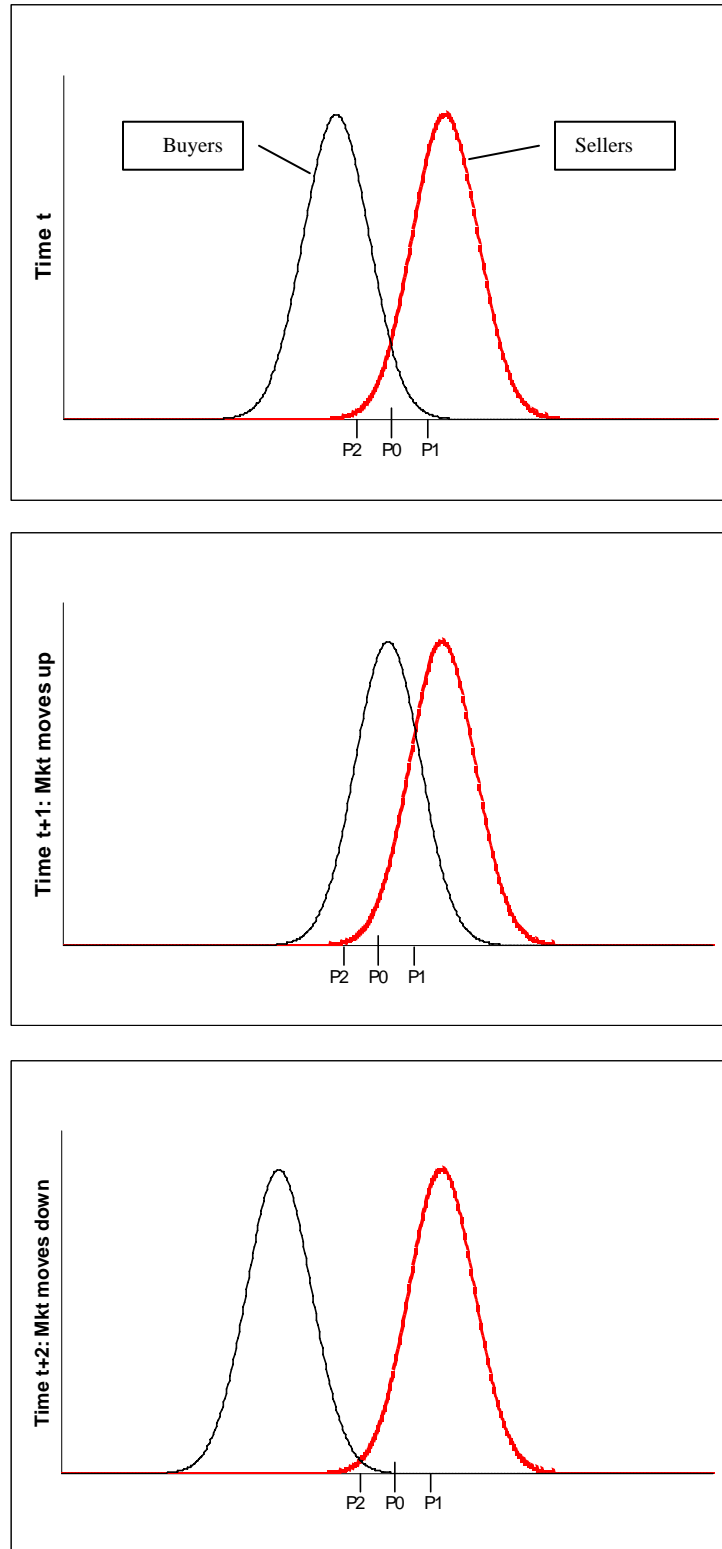 Buyers
Sellers
Time t
P2 P0 P1
Time t+1: Mkt moves up
P2 P0 P1
Time t+2: Mkt moves down
P2 P0 P1